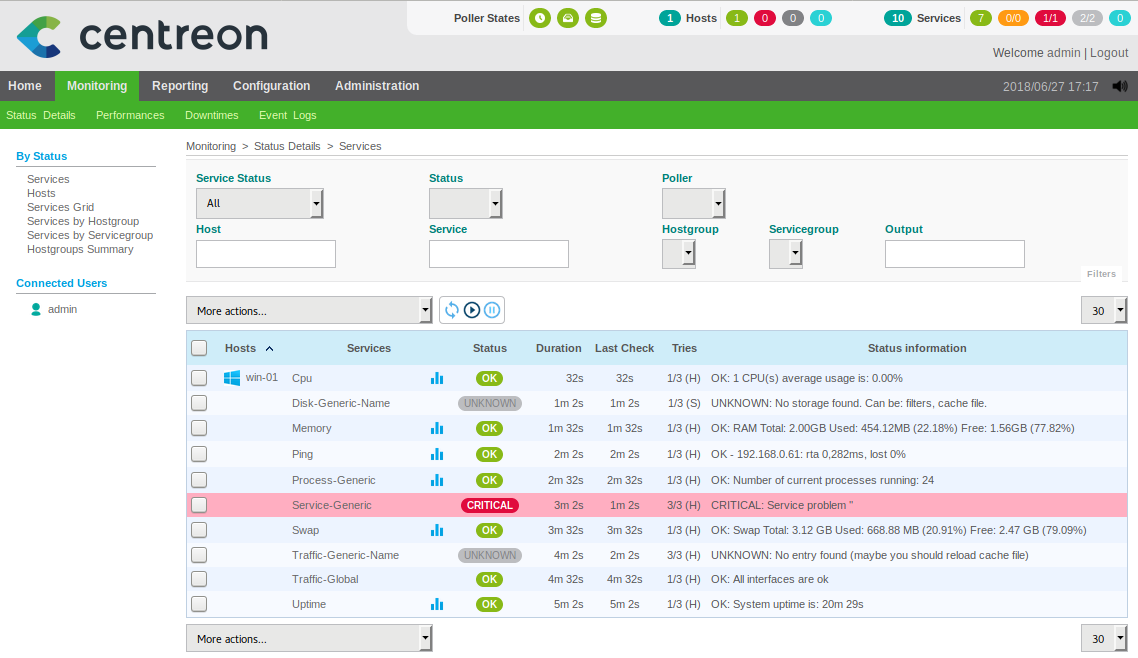 centreon
Poller States 1 Hosts 1 0 0 0 10 Services 7 0/0 1/1 2/2 0
Welcome admin | Logout
Home Monitoring Reporting Configuration Administration 2018/06/27 17:17
Status Details Performances Downtimes Event Logs
By Status
Services
Hosts
Services Grid
Services by Hostgroup
Services by Servicegroup
Hostgroups Summary
Connected Users
admin
Monitoring > Status Details > Services
Service Status Status Poller
All
Host Service Hostgroup Servicegroup Output
Filters
More actions... 30
Hosts Services Status Duration Last Check Tries Status information
win-01 Cpu OK 32s 32s 1/3 (H) OK: 1 CPU(s) average usage is: 0.00%
Disk-Generic-Name UNKNOWN 1m 2s 1m 2s 1/3 (S) UNKNOWN: No storage found. Can be: filters, cache file.
Memory OK 1m 32s 1m 32s 1/3 (H) OK: RAM Total: 2.00GB Used: 454.12MB (22.18%) Free: 1.56GB (77.82%)
Ping OK 2m 2s 2m 2s 1/3 (H) OK - 192.168.0.61: rta 0,282ms, lost 0%
Process-Generic OK 2m 32s 2m 32s 1/3 (H) OK: Number of current processes running: 24
Service-Generic CRITICAL 3m 2s 1m 2s 3/3 (H) CRITICAL: Service problem "
Swap OK 3m 32s 3m 32s 1/3 (H) OK: Swap Total: 3.12 GB Used: 668.88 MB (20.91%) Free: 2.47 GB (79.09%)
Traffic-Generic-Name UNKNOWN 4m 2s 2m 2s 3/3 (H) UNKNOWN: No entry found (maybe you should reload cache file)
Traffic-Global OK 4m 32s 4m 32s 1/3 (H) OK: All interfaces are ok
Uptime OK 5m 2s 5m 2s 1/3 (H) OK: System uptime is: 20m 29s
More actions... 30